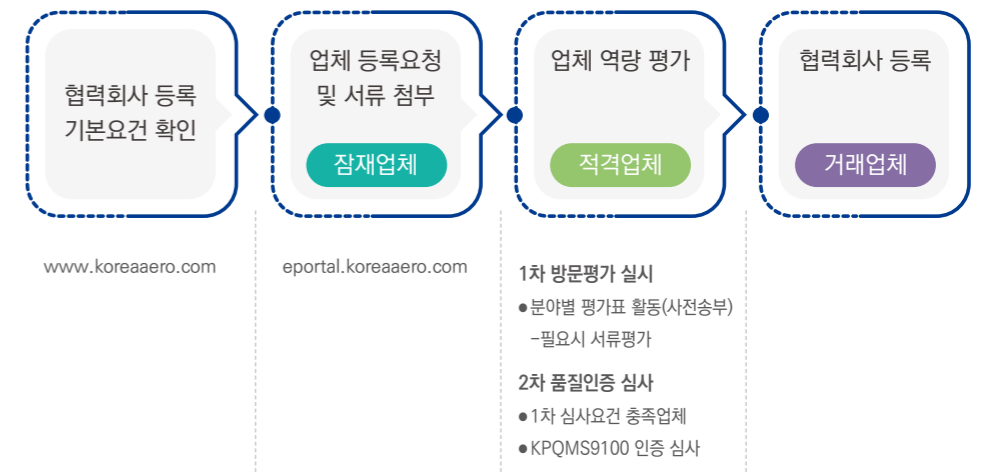 협력회사 등록
기본요건 확인
업체 등록요청
및 서류 첨부
잠재업체
업체 역량 평가
적격업체
협력회사 등록
거래업체
www.koreaaero.com
eportal.koreaaero.com
1차 방문평가 실시
●분야별 평가표 활동(사전송부)
-필요시 서류평가
2차 품질인증 심사
●1차 심사요건 충족업체
●KPQMS9100 인증 심사